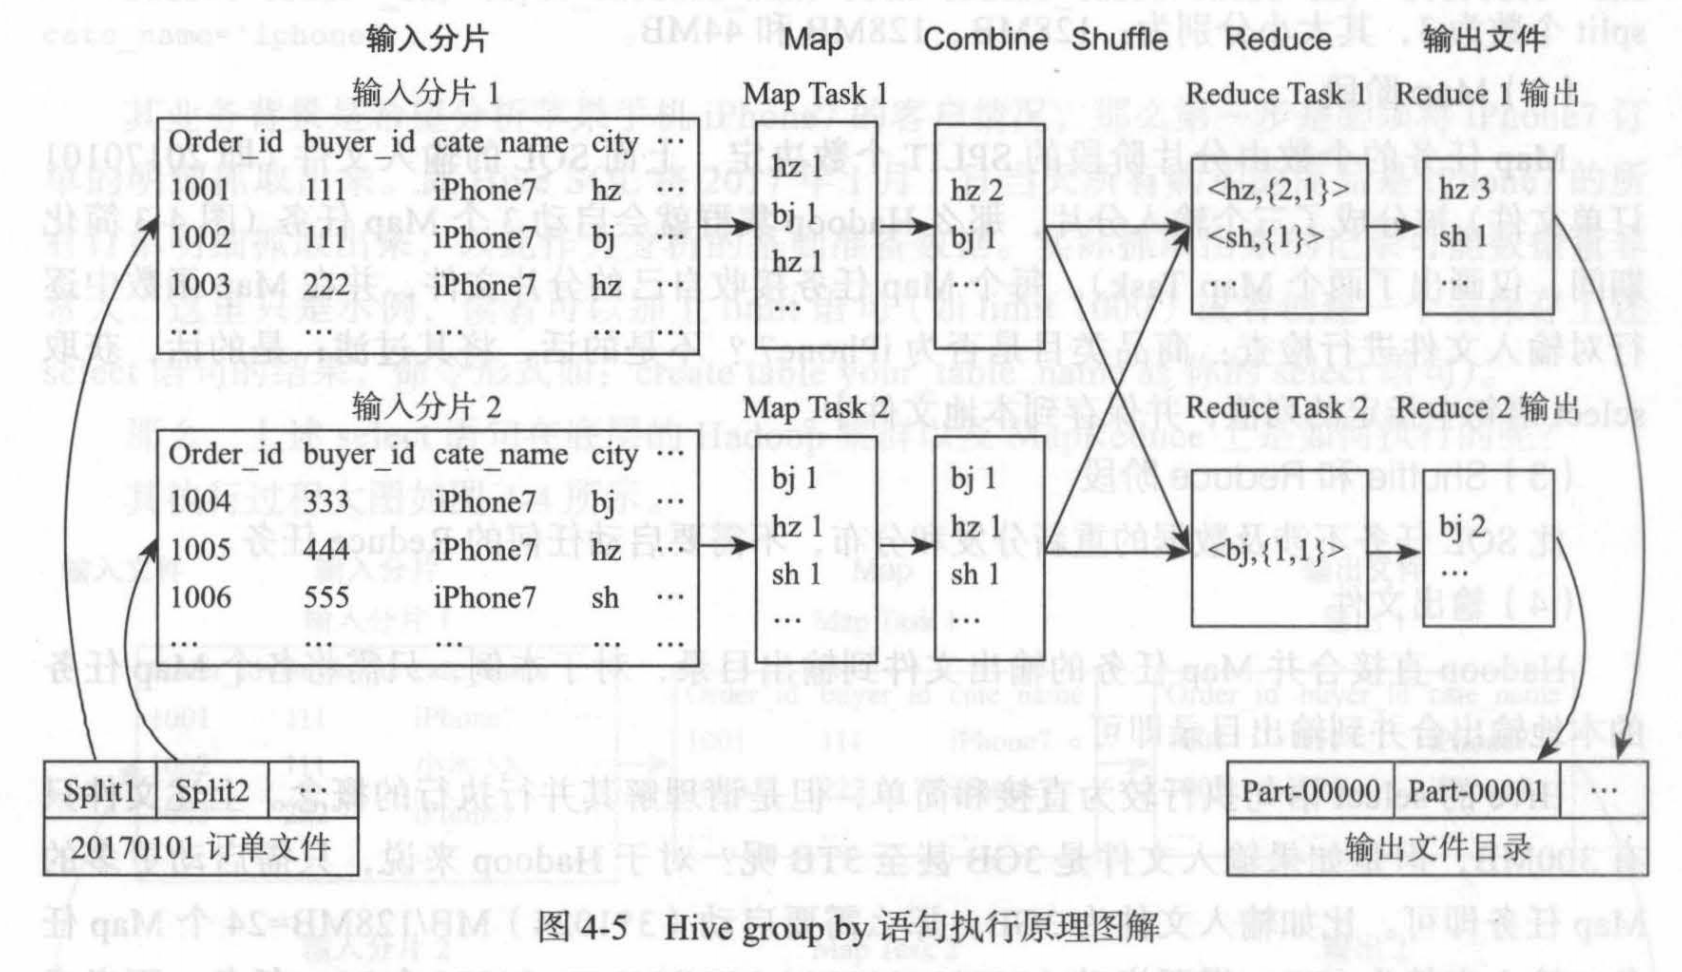 输入分片 Map Combine Shuffle Reduce 输出文件
输入分片 1 Map Task 1 Reduce Task Reduce 1 输出
Order_id buyer_id cate_name city …
1001 111 iPhone7 hz …
1002 111 iPhone7 bj …
1003 222 iPhone7 hz …
… … … … …
hz 1
bj 1
hz 1
…
hz 2
bj 1
…
<hz,{2,1}>
<sh,{1}>
…
hz 3
sh 1
…
输入分片 2 Map Task 2 Reduce Task 2 Reduce 2 输出
Order_id buyer_id cate_name city …
1004 333 iPhone7 bj …
1005 444 iPhone7 hz …
1006 555 iPhone7 sh …
… … … … …
bj 1
hz 1
sh 1
…
bj 1
hz 1
sh 1
…
<bj,{1,1}>
bj 2
…
Split1 Split2 …
20170101 订单文件
Part-00000 Part-00001 …
输出文件目录
图 4-5 Hive group by 语句执行原理图解